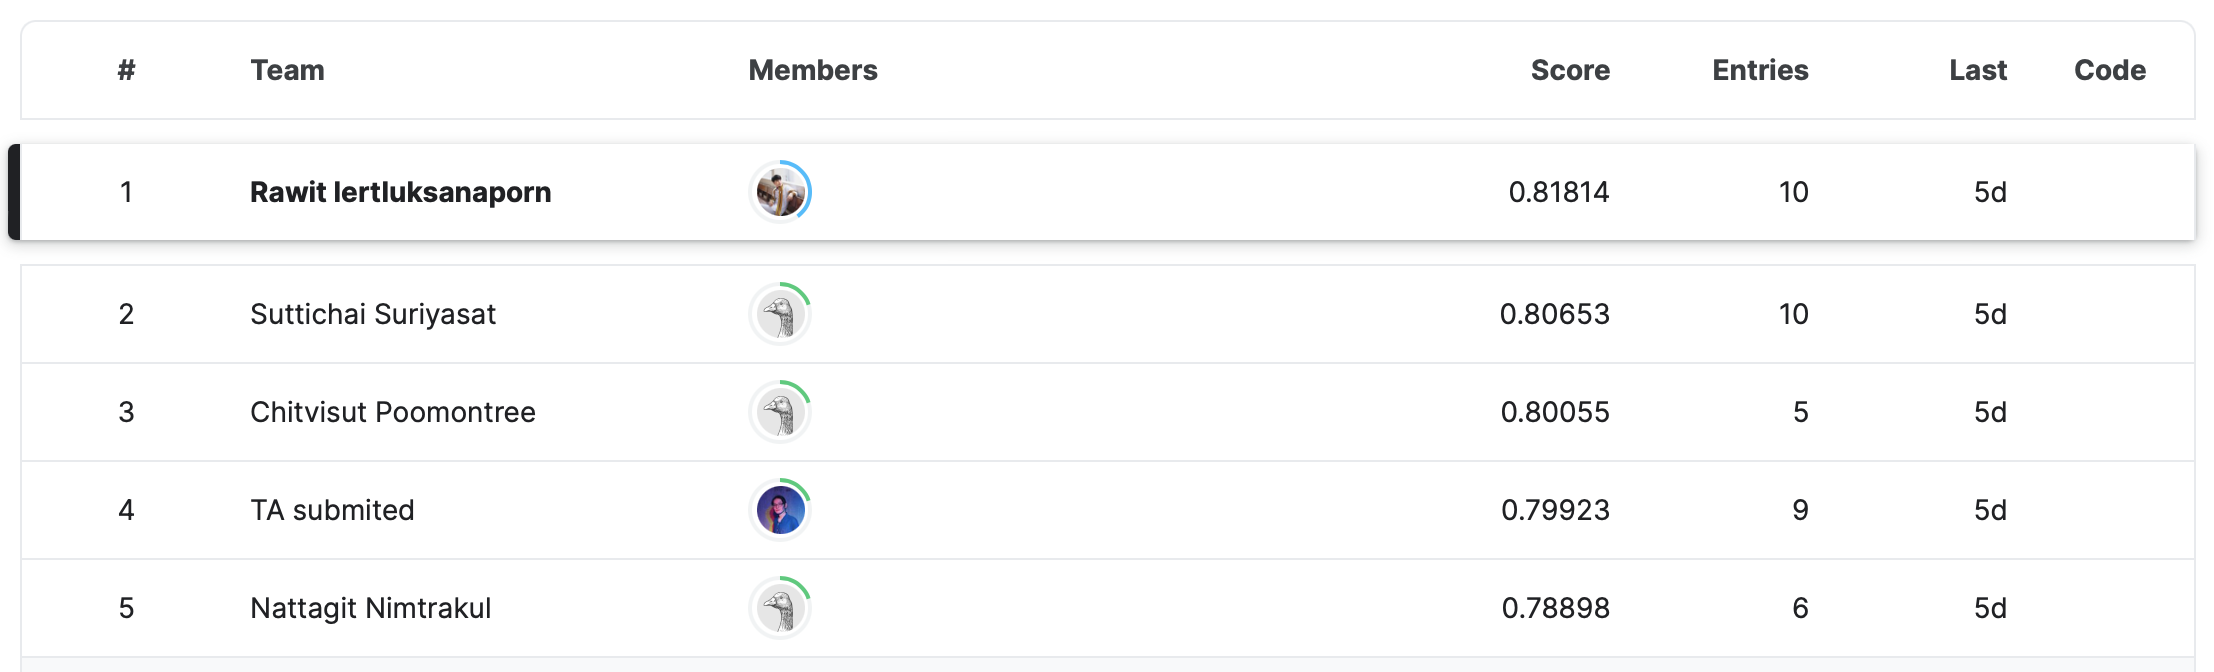 # Team Members Score Entries Last Code
1 Rawit lertluksanaporn 0.81814 10 5d
2 Suttichai Suriyasat 0.80653 10 5d
3 Chitvisut Poomontree 0.80055 5 5d
4 TA submited 0.79923 9 5d
5 Nattagit Nimtrakul 0.78898 6 5d